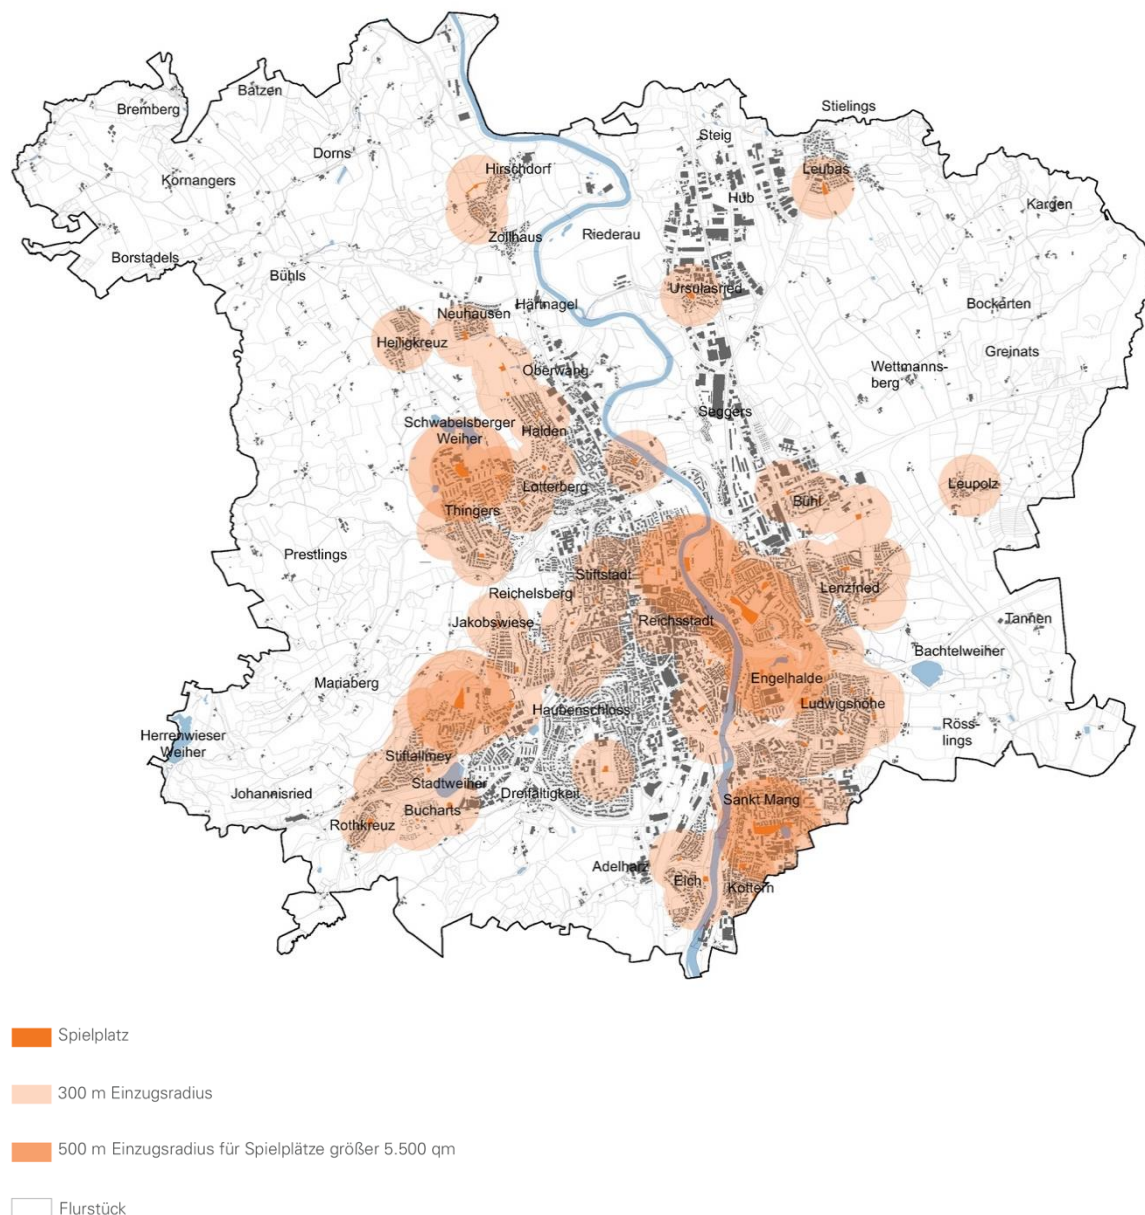 Stielings
Batzen
Bremberg
Steig
Dorns
Hirschdorf
Leubas
Kornangers
Hub
Kargen
Riederau
Zollhaus
Borstadels
Bühls
Ursulasried
Härtnagel
Bockarten
Neuhausen
Heiligkreuz
Greinats
Oberwang
Wettmanns-
berg
Seggers
Schwabelsberger
Weiher
Halden
Lotterberg
Leupolz
Bühl
Thingers
Prestlings
Stiftstadt
Lenzfried
Reichelsberg
Jakobswiese
Reichsstadt
Tannen
Bachtelweiher
Engelhalde
Mariaberg
Ludwigshöhe
Haubenschloss
Röss-
lings
Herrenwieser
Weiher
Stiftallmey
Stadtweiher
Johannisried
Dreifaltigkeit
Sankt Mang
Bucharts
Rothkreuz
Adelharz
Eich
Kottern
Spielplatz
300 m Einzugsradius
500 m Einzugsradius für Spielplätze größer 5.500 qm
Flurstück